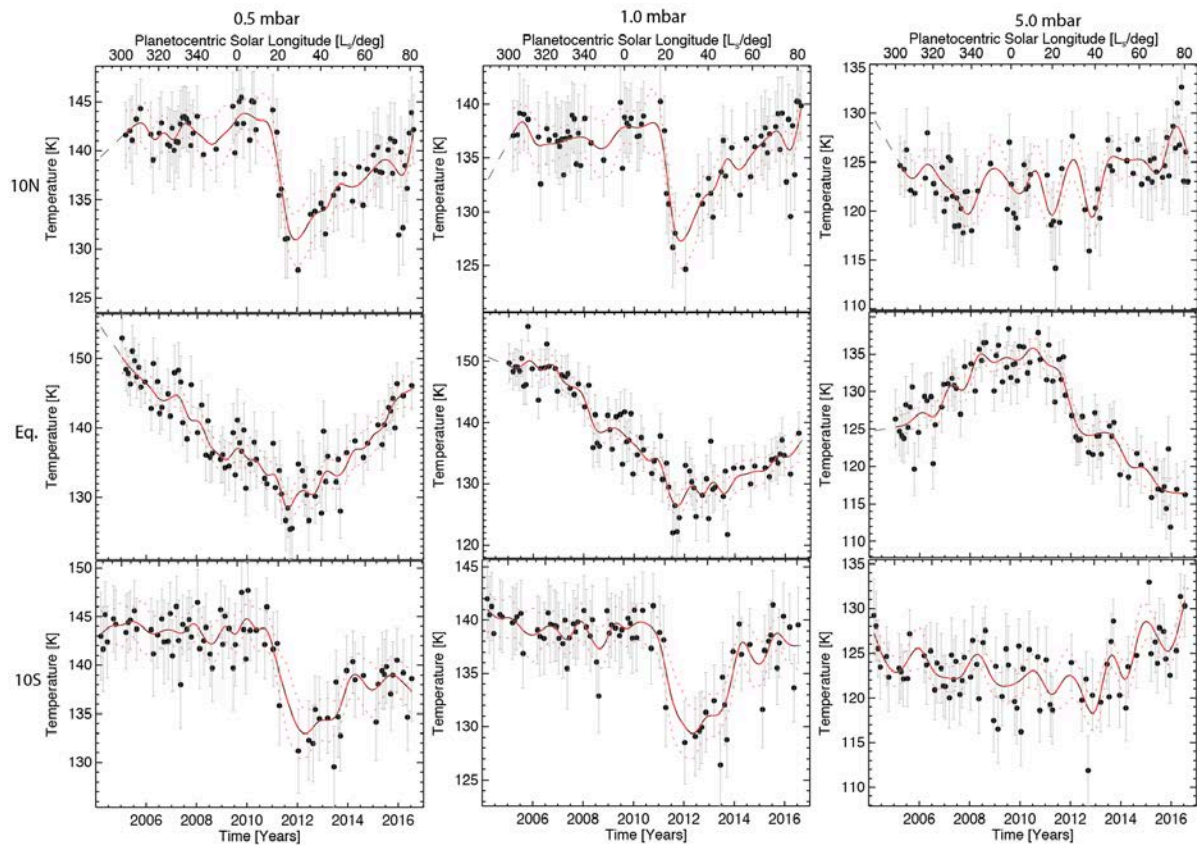 0.5 mbar 1.0 mbar 5.0 mbar
Planetocentric Solar Longitude [Ls/deg] Planetocentric Solar Longitude [Ls/deg] Planetocentric Solar Longitude [Ls/deg]
300 320 340 0 20 40 60 80 300 320 340 0 20 40 60 80 300 320 340 0 20 40 60 80
10N
Temperature [K]
145
140
135
130
125
Temperature [K]
140
135
130
125
Temperature [K]
135
130
125
120
115
110
Eq.
Temperature [K]
150
140
130
Temperature [K]
150
140
130
120
Temperature [K]
135
130
125
120
115
110
10S
Temperature [K]
150
145
140
135
130
Temperature [K]
145
140
135
130
125
Temperature [K]
135
130
125
120
115
110
2006 2008 2010 2012 2014 2016 2006 2008 2010 2012 2014 2016 2006 2008 2010 2012 2014 2016
Time [Years] Time [Years] Time [Years]